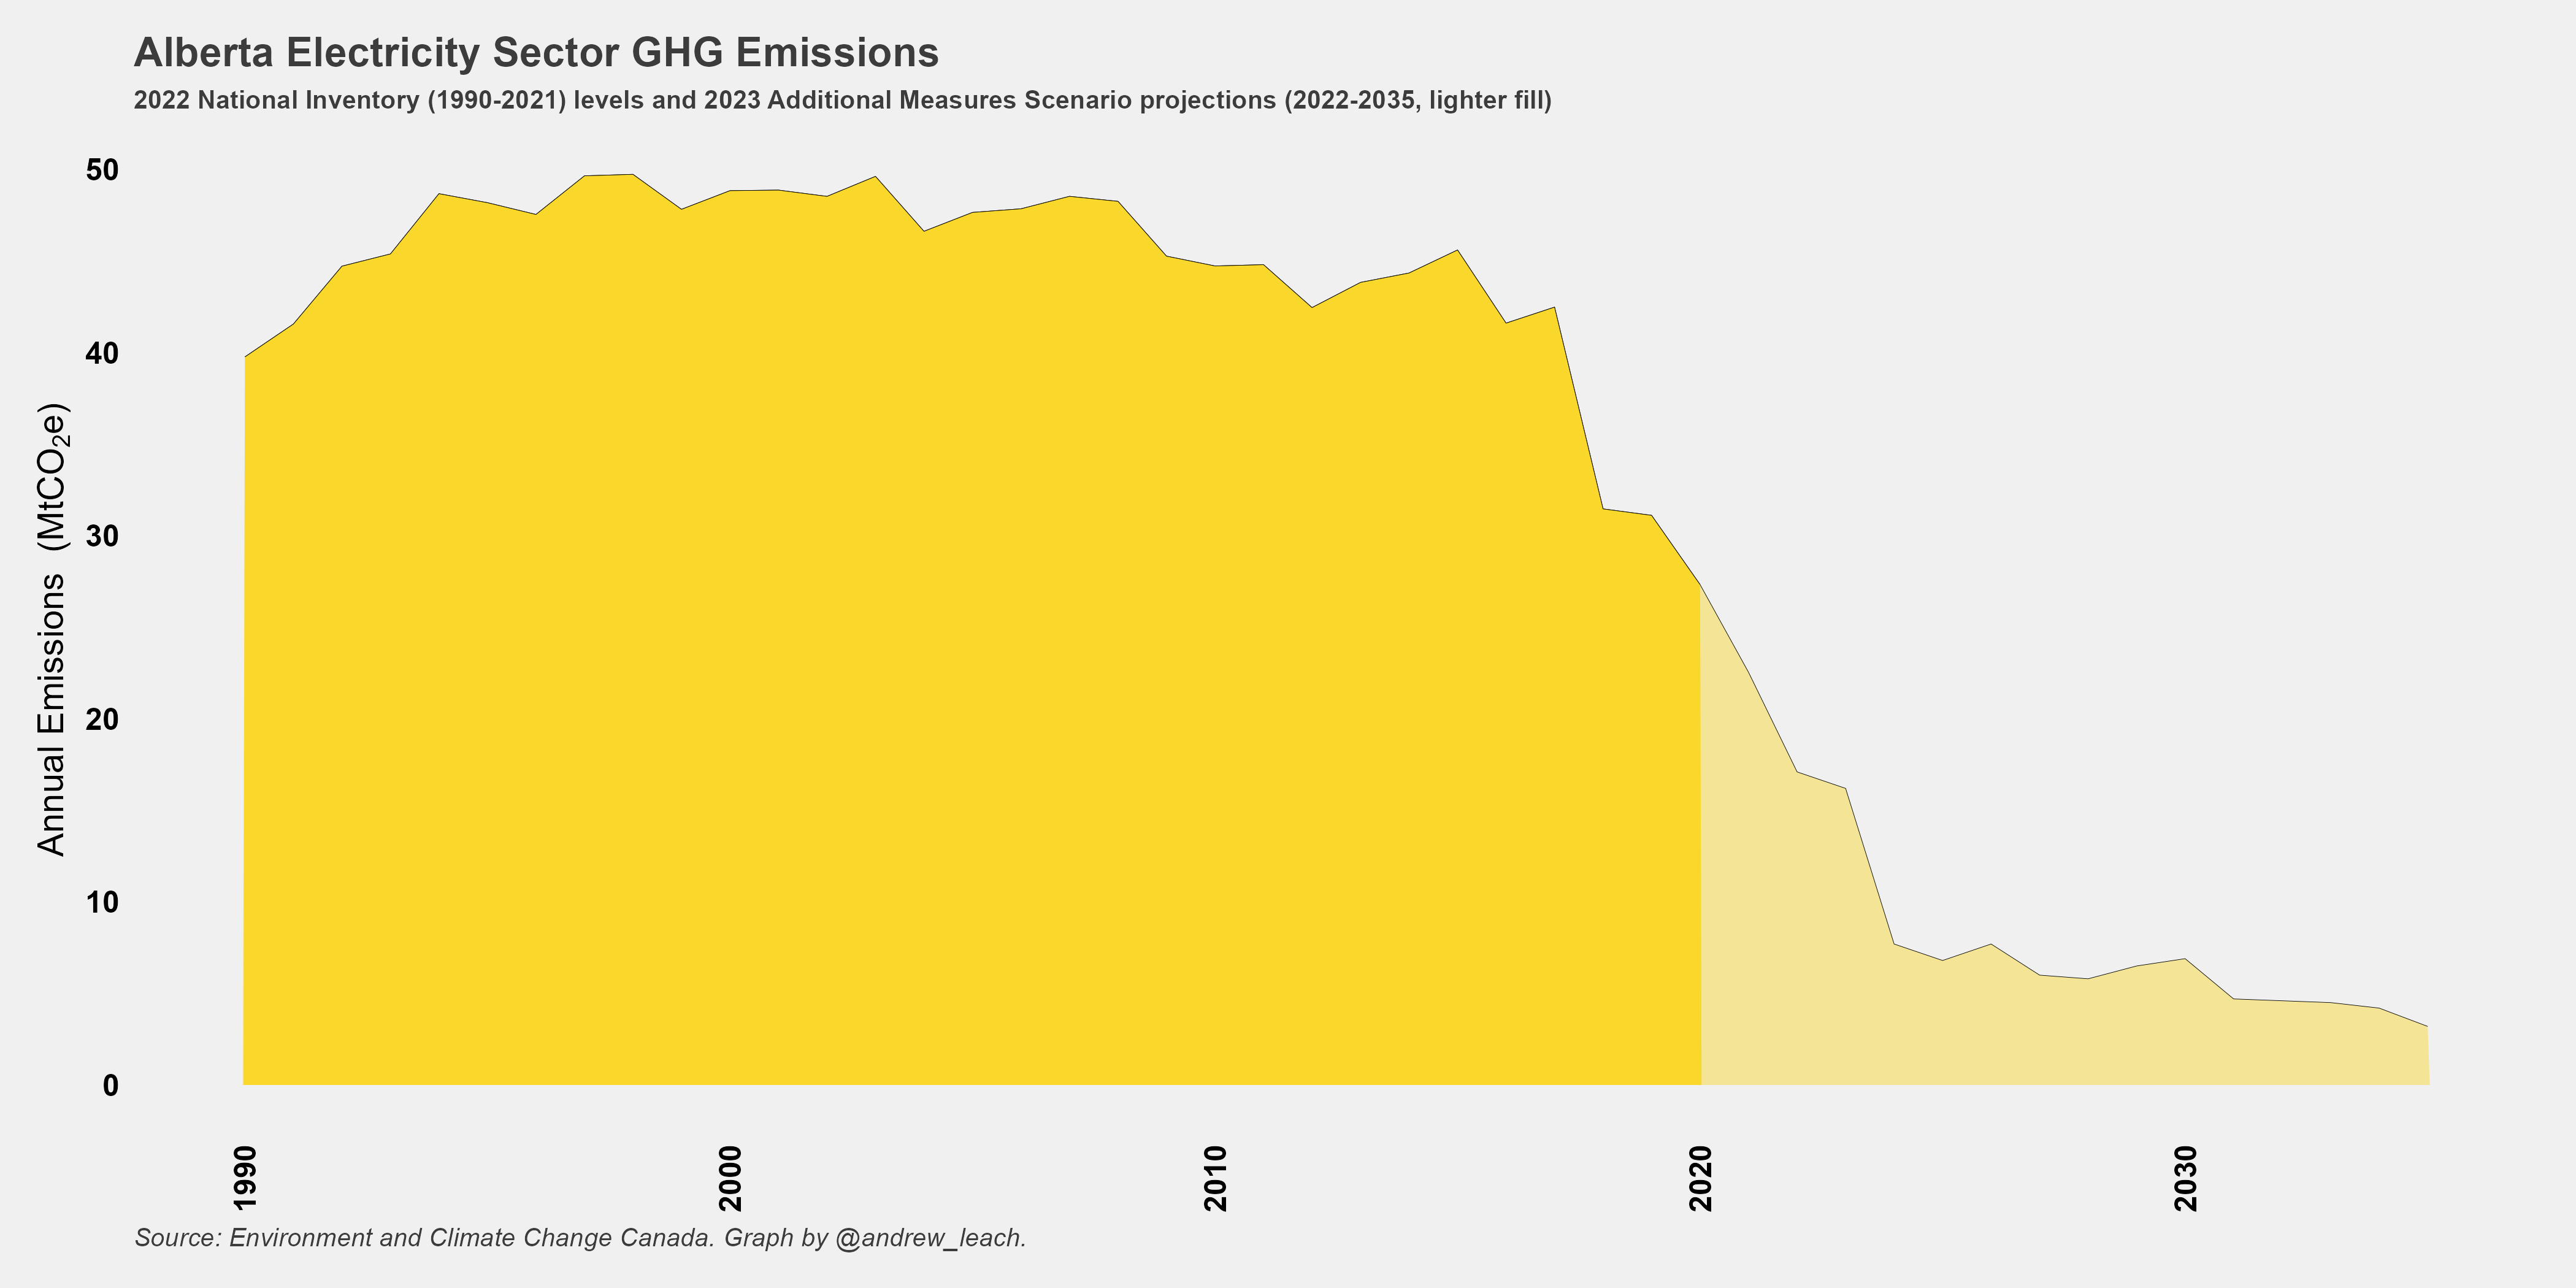 Alberta Electricity Sector GHG Emissions
2022 National Inventory (1990-2021) levels and 2023 Additional Measures Scenario projections (2022-2035, lighter fill)
Annual Emissions (MtCO₂e)
50
40
30
20
10
0
1990
2000
2010
2020
2030
Source: Environment and Climate Change Canada. Graph by @andrew_leach.